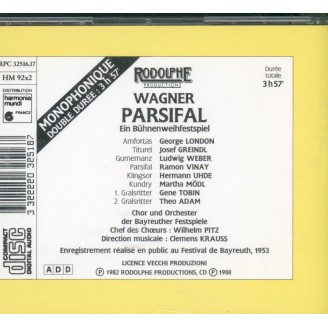 RPC 32516.17
HM 92x2
DISTRIBUTION
harmonia
mundi
FRANCE
MONOPHONIQUE
DOUBLE DURÉE : 3 h 57
RODOLPHE
PRODUCTIONS
Durée
totale
3 h 57'
WAGNER
PARSIFAL
Ein Bühnenweihfestspiel
Amfortas George LONDON
Titurel Josef GREINDL
Gurnemanz Ludwig WEBER
Parsifal Ramon VINAY
Klingsor Hermann UHDE
Kundry Martha MÖDL
1. Gralsritter Gene TOBIN
2. Gralsritter Theo ADAM
Chor und Orchester
der Bayreuther Festspiele
Chef des Chœurs : Wilhelm PITZ
Direction musicale : Clemens KRAUSS
Enregistrement réalisé en public au Festival de Bayreuth, 1953
3 322220 325167
COMPACT
disc
DIGITAL AUDIO
A D D
LICENCE VECCHI PRODUZIONI
Ⓟ 1982 RODOLPHE PRODUCTIONS, CD Ⓟ 1988